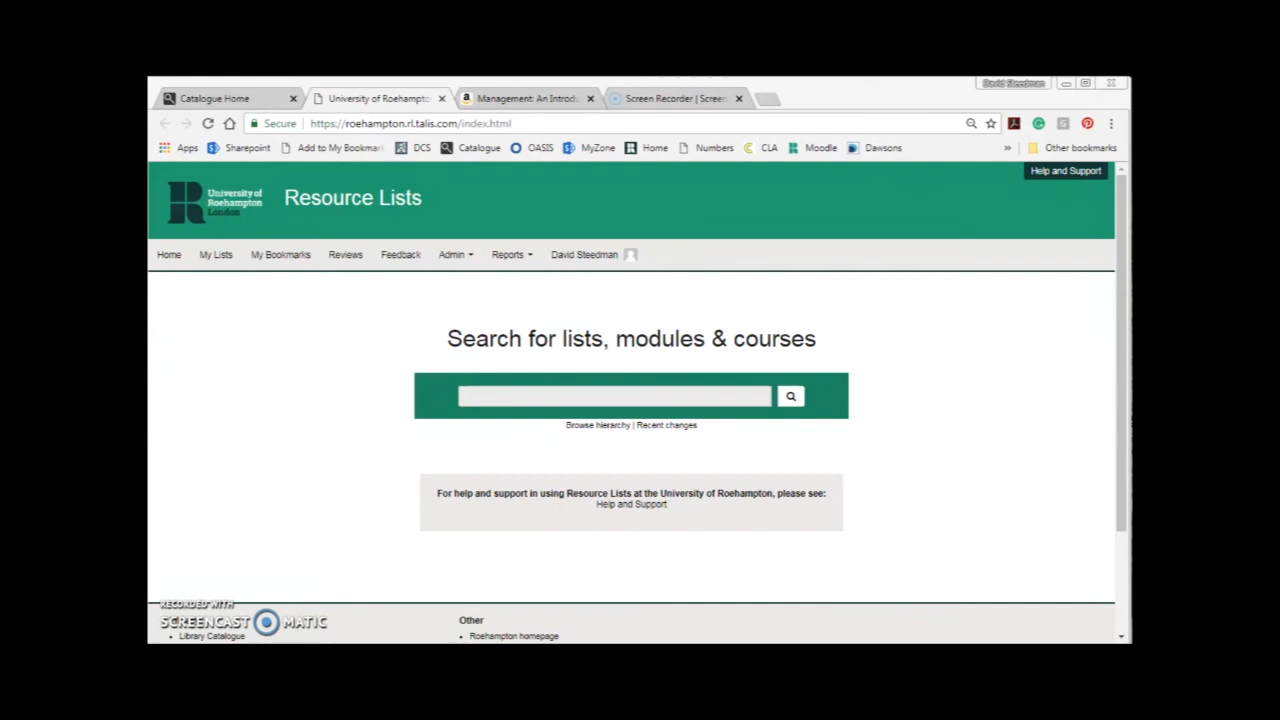 David Steedman
Catalogue Home
University of Roehampto
Management: An Introdu
Screen Recorder | Screen
Secure https://roehampton.rl.talis.com/index.html
Apps Sharepoint Add to My Bookmark DCS Catalogue OASIS MyZone Home Numbers CLA Moodle Dawsons » Other bookmarks
Help and Support
University of
Roehampton
London
Resource Lists
Home My Lists My Bookmarks Reviews Feedback Admin Reports David Steedman
Search for lists, modules & courses
Browse hierarchy | Recent changes
For help and support in using Resource Lists at the University of Roehampton, please see:
Help and Support
RECORDED WITH
SCREENCAST MATIC
Other
• Library Catalogue
• Roehampton homepage